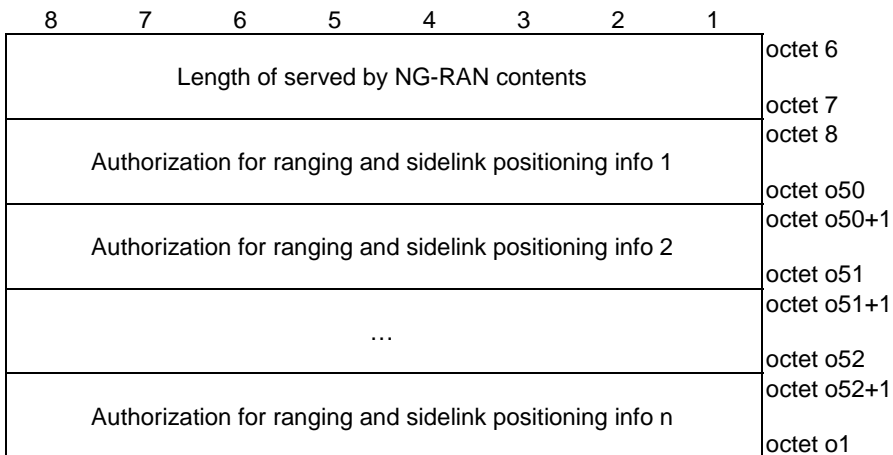 8 7 6 5 4 3 2 1
octet 6
Length of served by NG-RAN contents
octet 7
octet 8
Authorization for ranging and sidelink positioning info 1
octet o50
octet o50+1
Authorization for ranging and sidelink positioning info 2
octet o51
octet o51+1
…
octet o52
octet o52+1
Authorization for ranging and sidelink positioning info n
octet o1